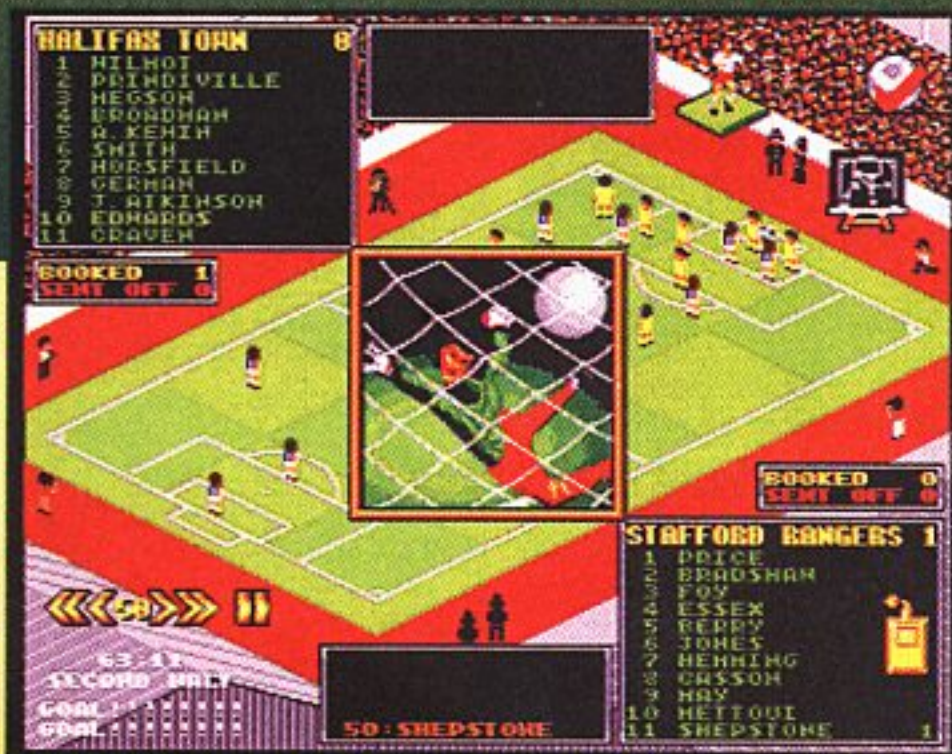 HALIFAX TOWN 0
1 WILMOT
2 PRINDIVILLE
3 HEGSON
4 BROADMAN
5
6 SMITH
7 HORSFIELD
8 GERMAN
9 J.ATKINSON
10 EDWARDS
11 CRAVEN
BOOKED 1
SENT OFF 0
BOOKED 0
SENT OFF 0
STAFFORD RANGERS 1
1 PRICE
2 BRADSHAW
3 FOY
4 ESSEX
5 BERRY
6 JONES
7 HEMMING
8 CASSON
9
10 METTOUI
11 SHEPSTONE 1
50
63:11
SECOND HALF
GOAL:
GOAL:
50:SHEPSTONE